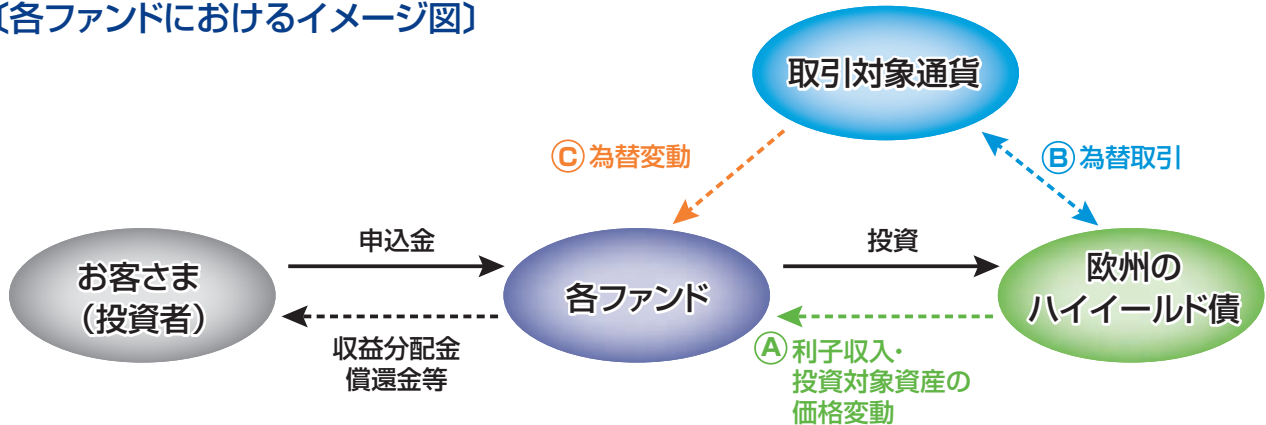 〔各ファンドにおけるイメージ図〕
取引対象通貨
Ⓒ為替変動
Ⓑ為替取引
申込金
投資
お客さま
（投資者）
各ファンド
欧州の
ハイイールド債
収益分配金
償還金等
Ⓐ利子収入・
投資対象資産の
価格変動